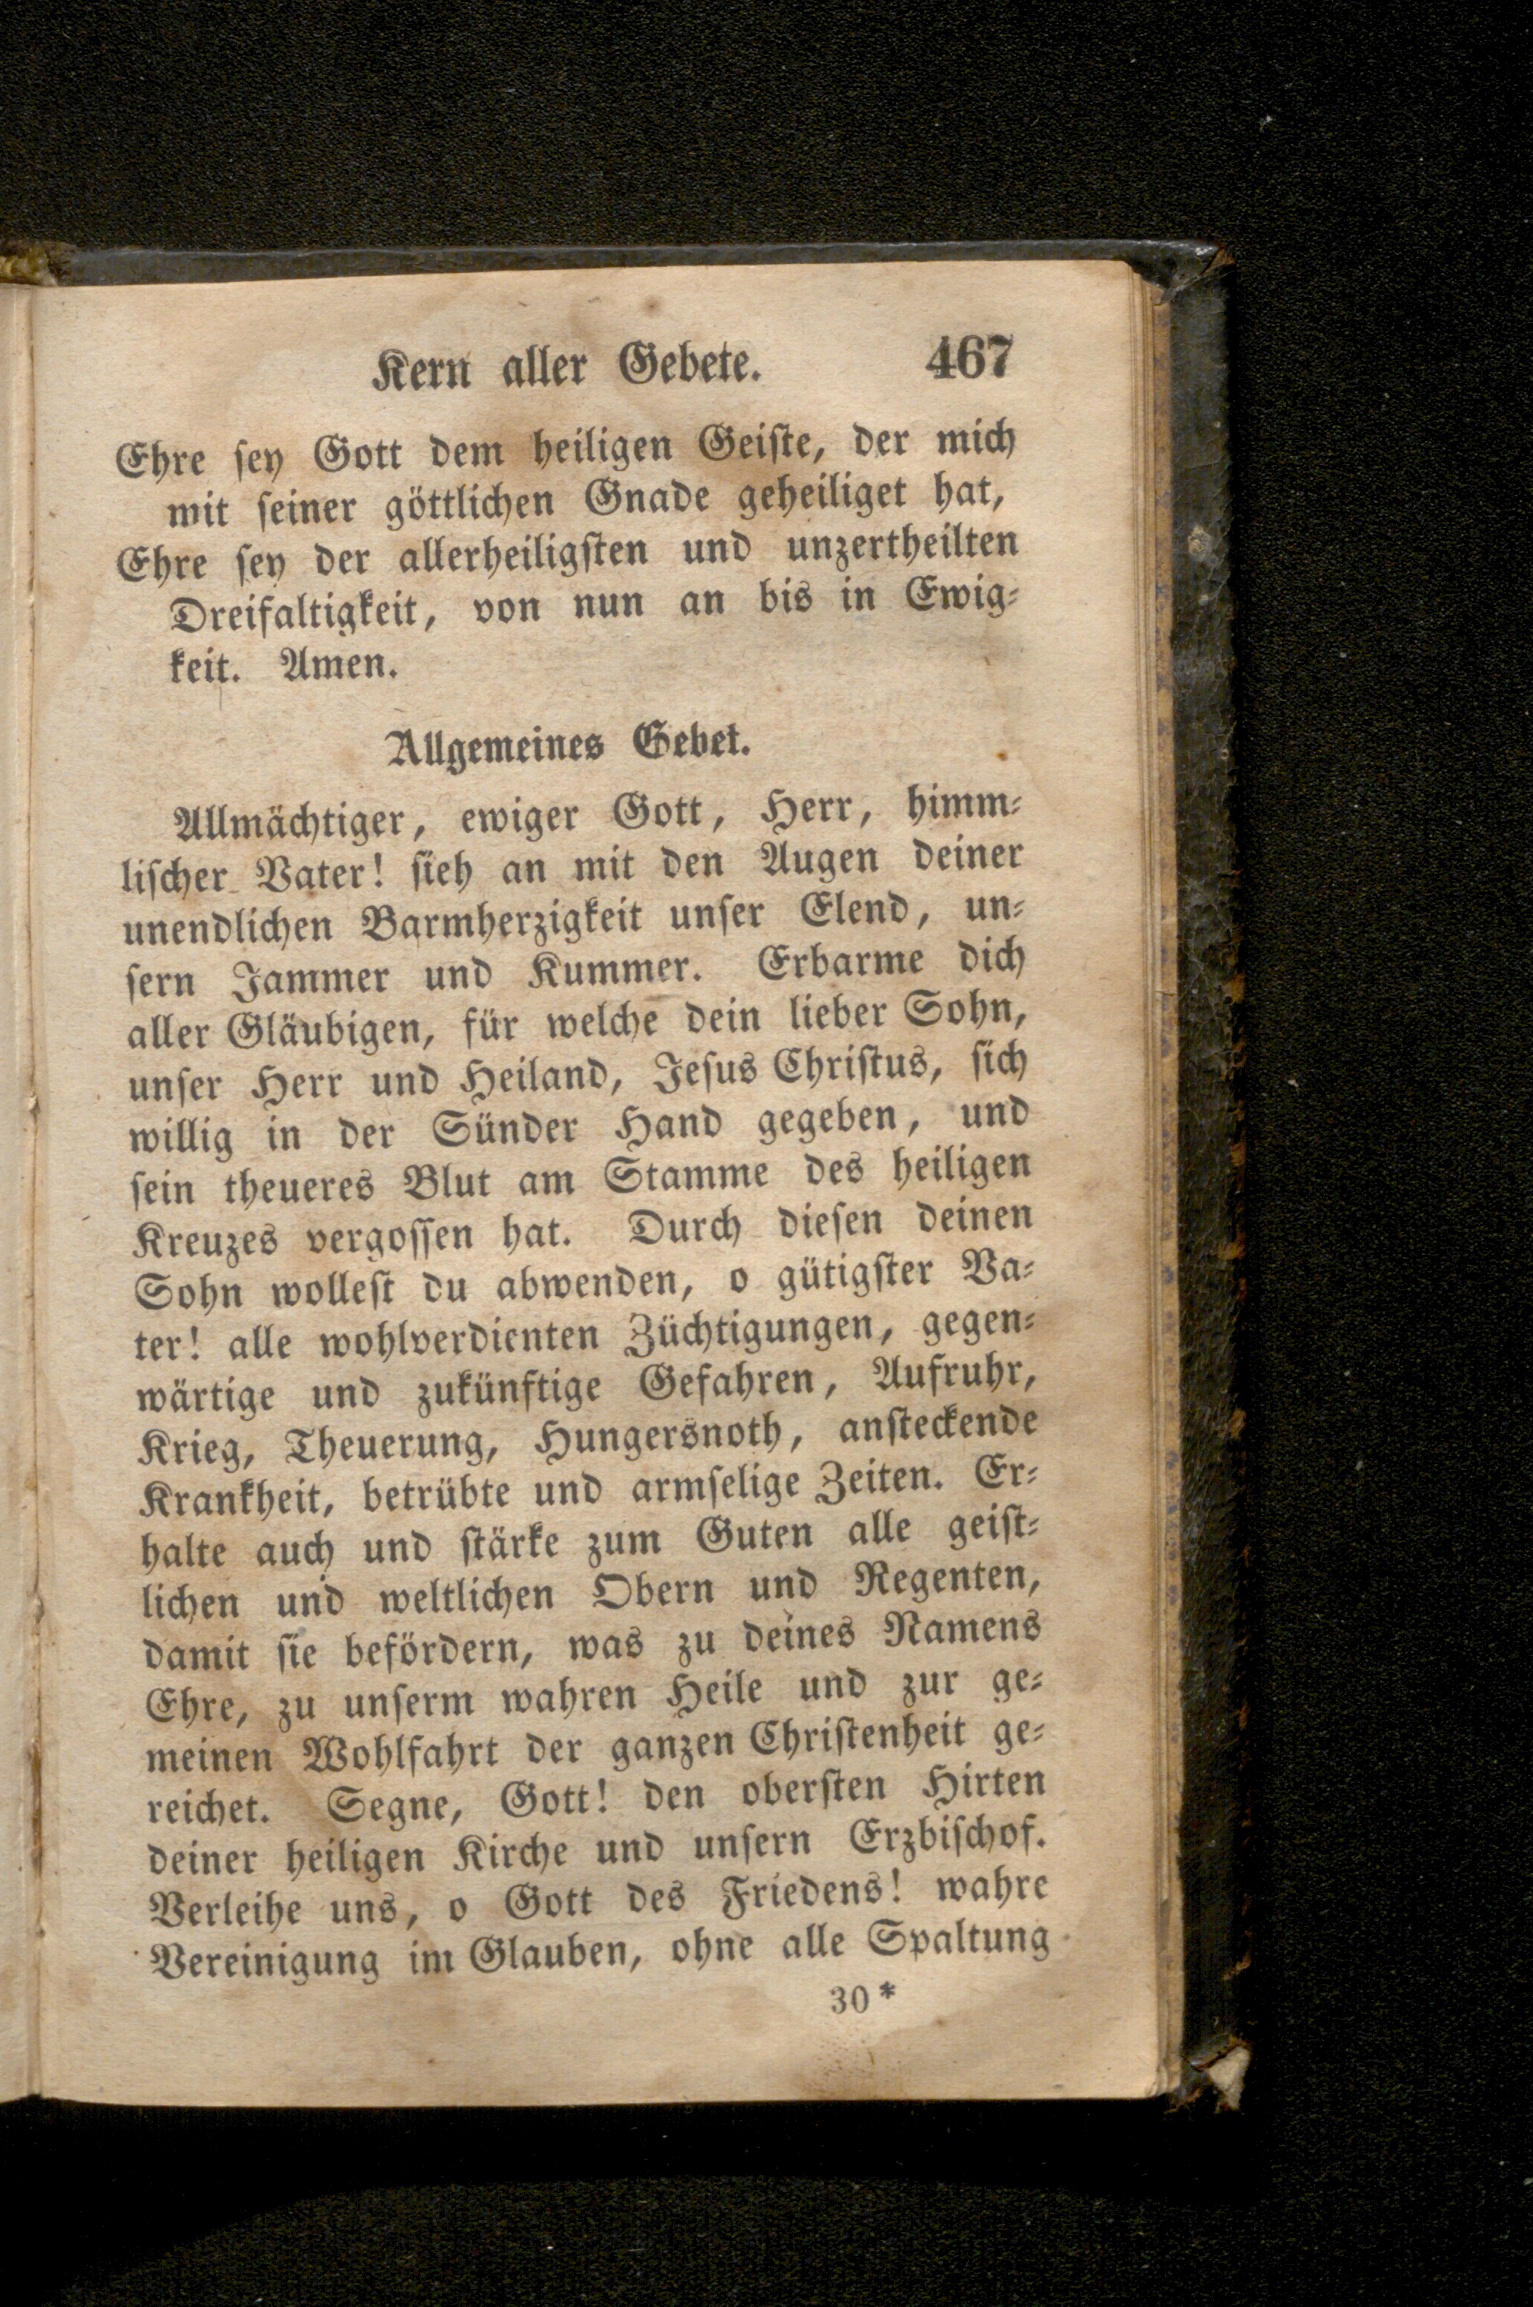 Kern aller Gebete. 467
Ehre ſey Gott dem heiligen Geiſte, der mich
mit ſeiner göttlichen Gnade geheiliget hat,
Ehre ſey der allerheiligſten und unzertheilten
Dreifaltigkeit, von nun an bis in Ewig⸗
keit. Amen.
Allgemeines Gebet.
Allmächtiger, ewiger Gott, Herr, himm⸗
liſcher Vater! ſieh an mit den Augen deiner
unendlichen Barmherzigkeit unſer Elend, un⸗
ſern Jammer und Kummer. Erbarme dich
aller Gläubigen, für welche dein lieber Sohn,
unſer Herr und Heiland, Jeſus Chriſtus, ſich
willig in der Sünder Hand gegeben, und
ſein theueres Blut am Stamme des heiligen
Kreuzes vergoſſen hat. Durch dieſen deinen
Sohn wolleſt du abwenden, o gütigſter Va⸗
ter! alle wohlverdienten Züchtigungen, gegen⸗
wärtige und zukünftige Gefahren, Aufruhr,
Krieg, Theuerung, Hungersnoth, anſteckende
Krankheit, betrübte und armſelige Zeiten. Er⸗
halte auch und ſtärke zum Guten alle geiſt⸗
lichen und weltlichen Obern und Regenten,
damit ſie befördern, was zu deines Namens
Ehre, zu unſerm wahren Heile und zur ge⸗
meinen Wohlfahrt der ganzen Chriſtenheit ge⸗
reichet. Segne, Gott! den oberſten Hirten
deiner heiligen Kirche und unſern Erzbiſchof.
Verleihe uns, o Gott des Friedens! wahre
Vereinigung im Glauben, ohne alle Spaltung
30*